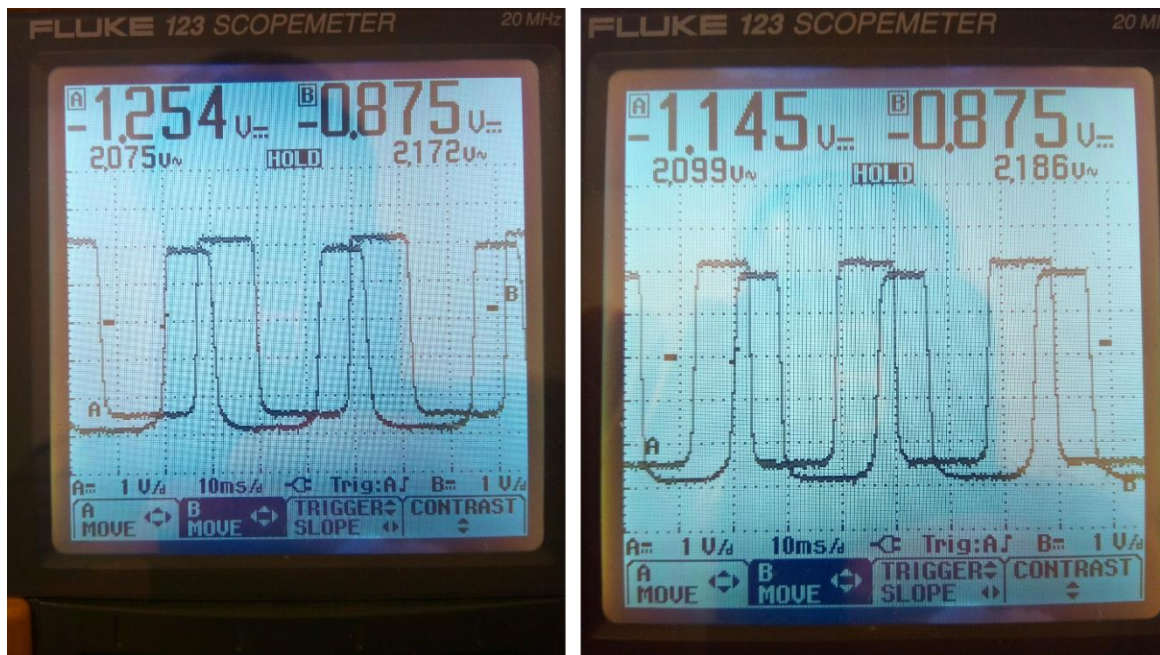 FLUKE 123 SCOPEMETER 20 MHz
A -1.254 V B -0.875 V
2.075 V~ HOLD 2.172 V~
B
A
A 1 V/d 10ms/d Trig:A B 1 V/d
A MOVE B MOVE TRIGGER SLOPE CONTRAST
FLUKE 123 SCOPEMETER 20 MH
A -1.145 V B -0.875 V
2.099 V~ HOLD 2.186 V~
A
B
A 1 V/d 10ms/d Trig:A B 1 V/d
A MOVE B MOVE TRIGGER SLOPE CONTRAST